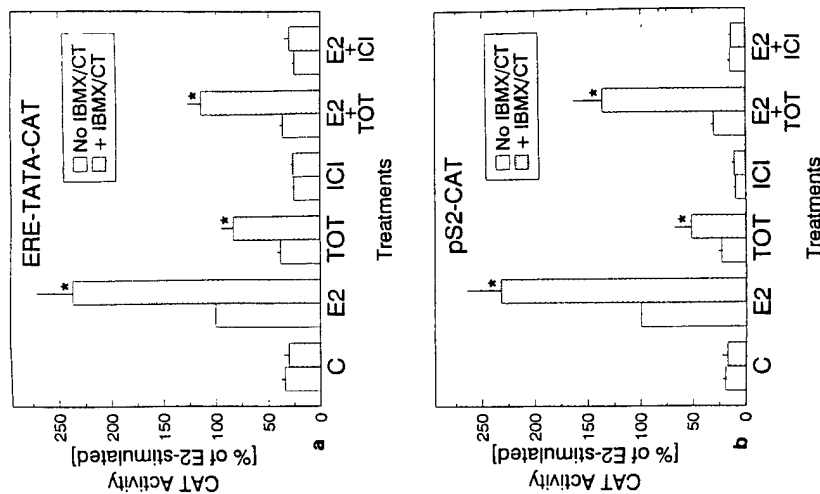 ERE-TATA-CAT
No IBMX/CT
+ IBMX/CT
CAT Activity
[% of E2-stimulated]
250
200
150
100
50
0
a
C
E2
TOT
ICI
E2
+
TOT
E2
+
ICI
Treatments
*
*
*
pS2-CAT
No IBMX/CT
+ IBMX/CT
CAT Activity
[% of E2-stimulated]
250
200
150
100
50
0
b
C
E2
TOT
ICI
E2
+
TOT
E2
+
ICI
Treatments
*
*
*